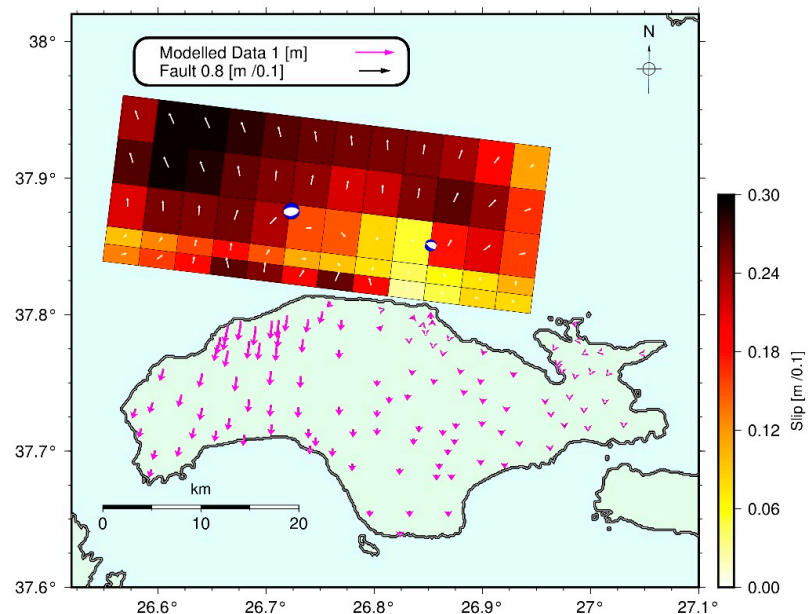 38°
37.9°
37.8°
37.7°
37.6°
Modelled Data 1 [m]
Fault 0.8 [m /0.1]
N
km
0 10 20
26.6° 26.7° 26.8° 26.9° 27° 27.1°
0.30
0.24
0.18
0.12
0.06
0.00
Slip [m /0.1]